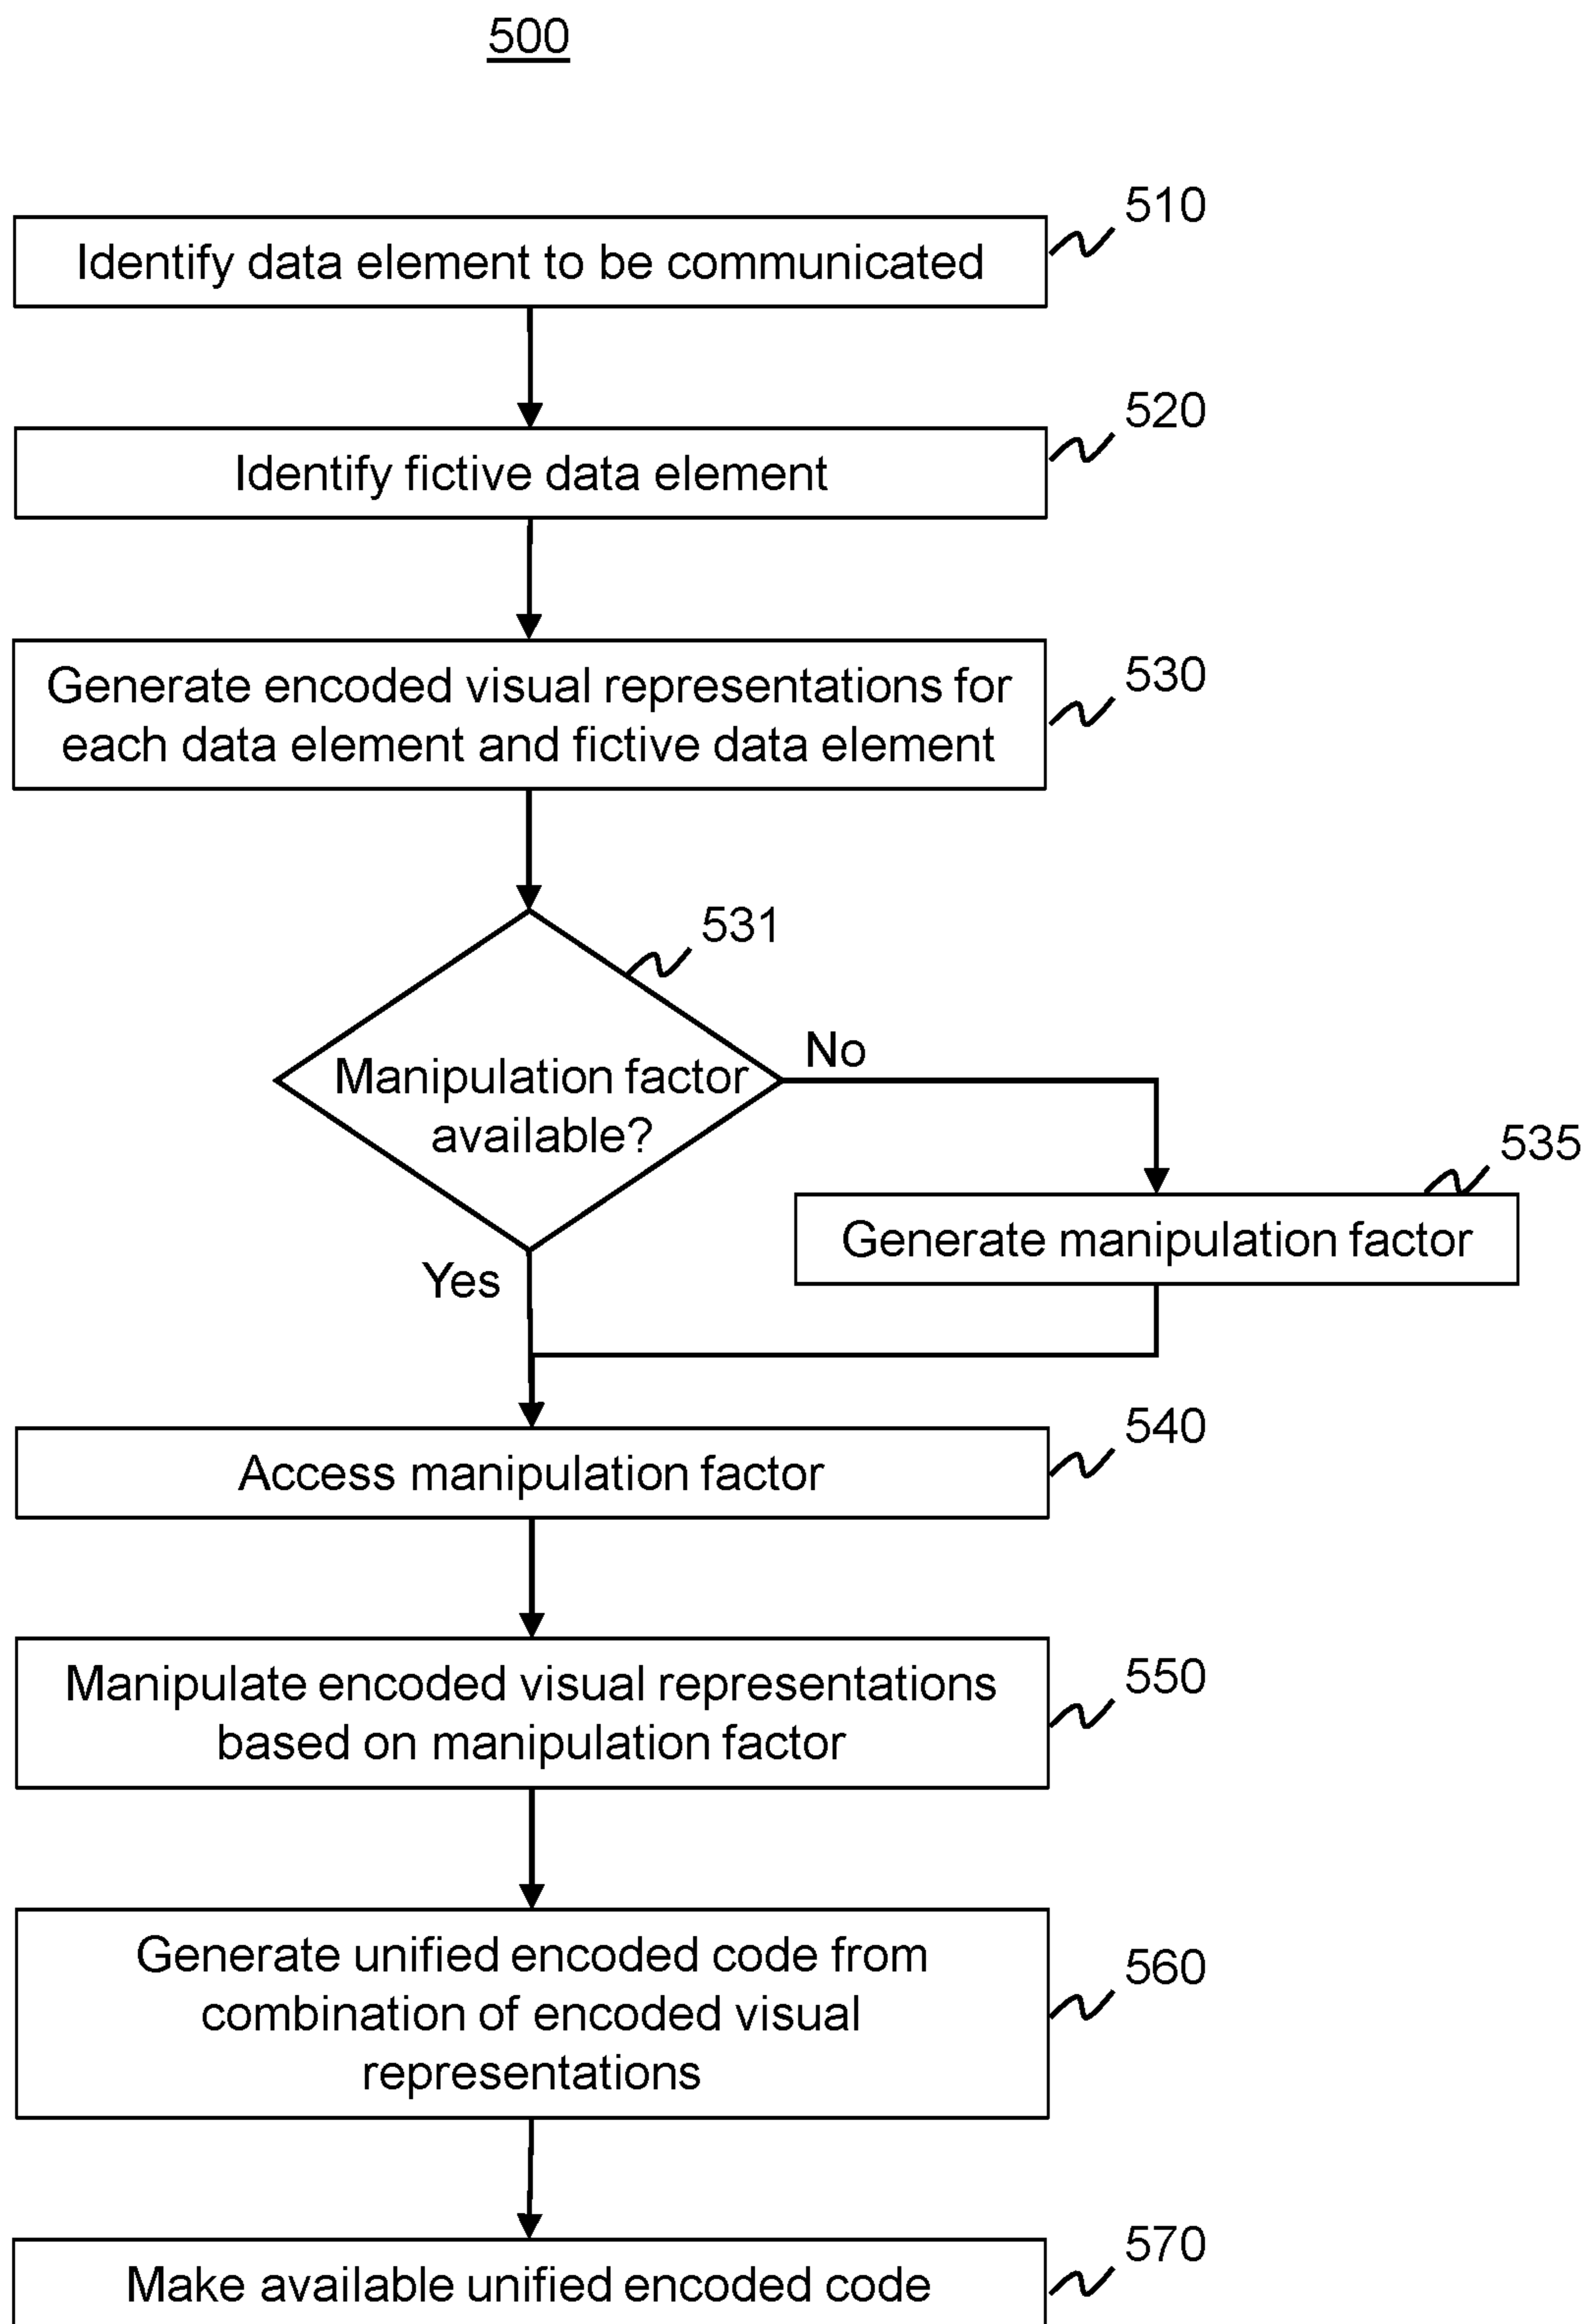 500
510
Identify data element to be communicated
520
Identify fictive data element
530
Generate encoded visual representations for
each data element and fictive data element
531
Manipulation factor
available?
No
Yes
535
Generate manipulation factor
540
Access manipulation factor
550
Manipulate encoded visual representations
based on manipulation factor
560
Generate unified encoded code from
combination of encoded visual
representations
570
Make available unified encoded code